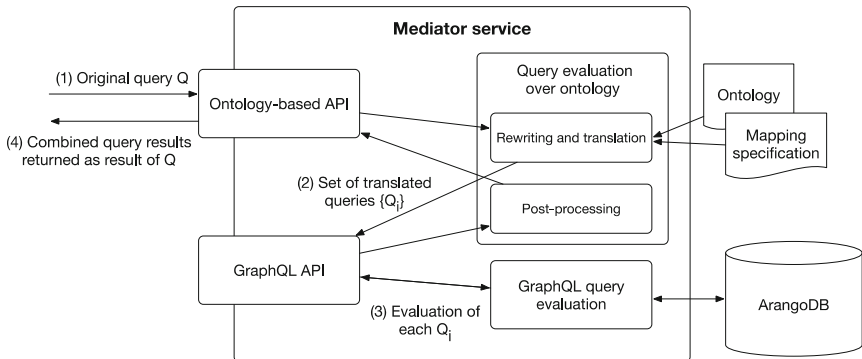 Mediator service
(1) Original query Q
Ontology-based API
(4) Combined query results
returned as result of Q
Query evaluation
over ontology
Rewriting and translation
Ontology
Mapping
specification
(2) Set of translated
queries {Qi}
Post-processing
GraphQL API
GraphQL query
evaluation
(3) Evaluation of
each Qi
ArangoDB